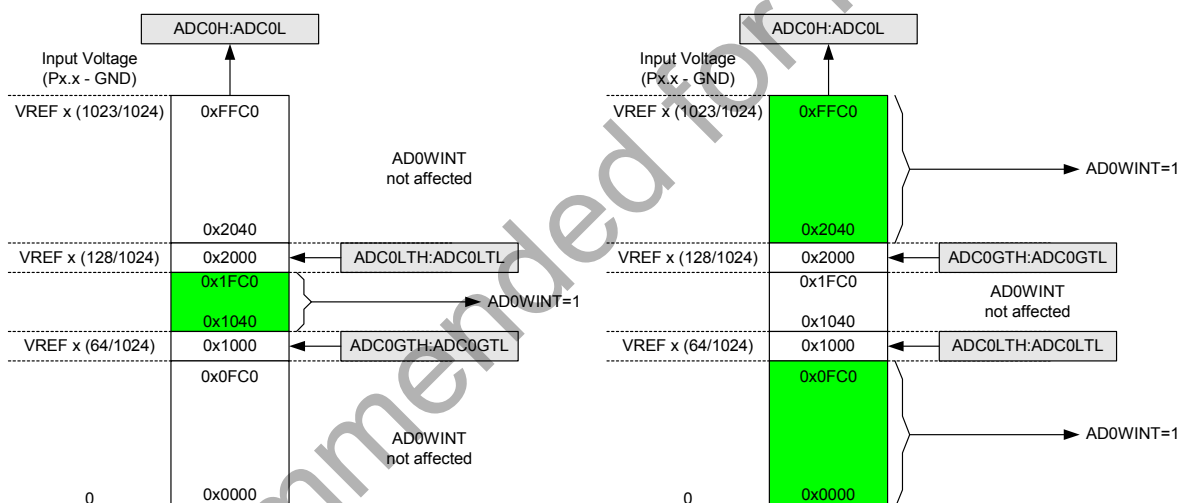 ADC0H:ADC0L
Input Voltage
(Px.x - GND)
VREF x (1023/1024)
0xFFC0
AD0WINT
not affected
0x2040
VREF x (128/1024)
0x2000
ADC0LTH:ADC0LTL
0x1FC0
AD0WINT=1
0x1040
VREF x (64/1024)
0x1000
ADC0GTH:ADC0GTL
0x0FC0
AD0WINT
not affected
0
0x0000
ADC0H:ADC0L
Input Voltage
(Px.x - GND)
VREF x (1023/1024)
0xFFC0
AD0WINT=1
0x2040
VREF x (128/1024)
0x2000
ADC0GTH:ADC0GTL
0x1FC0
AD0WINT
not affected
0x1040
VREF x (64/1024)
0x1000
ADC0LTH:ADC0LTL
0x0FC0
AD0WINT=1
0
0x0000
mmended for